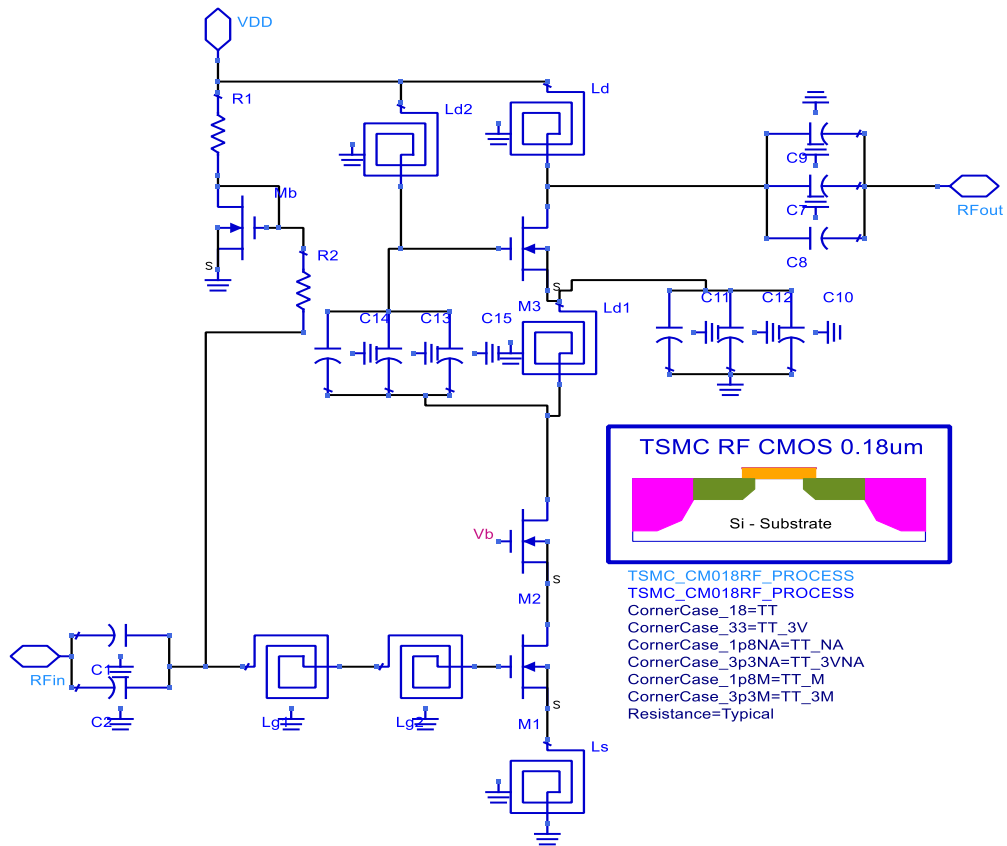 VDD
R1
Ld2
Ld
C9
Mb
C7
RFout
S
R2
C8
S
M3
Ld1
C14
C13
C15
C11
C12
C10
TSMC RF CMOS 0.18um
Si - Substrate
Vb
S
M2
TSMC_CM018RF_PROCESS
TSMC_CM018RF_PROCESS
CornerCase_18=TT
CornerCase_33=TT_3V
CornerCase_1p8NA=TT_NA
CornerCase_3p3NA=TT_3VNA
CornerCase_1p8M=TT_M
CornerCase_3p3M=TT_3M
Resistance=Typical
RFin
C1
C2
Lg1
Lg2
S
M1
Ls